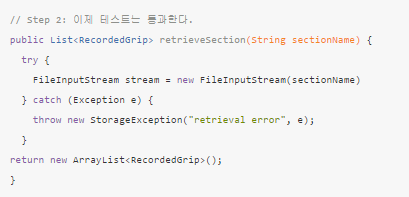 // Step 2: 이제 테스트는 통과한다.
public List<RecordedGrip> retrieveSection(String sectionName) {
  try {
    FileInputStream stream = new FileInputStream(sectionName)
  } catch (Exception e) {
    throw new StorageException("retrieval error", e);
  }
return new ArrayList<RecordedGrip>();
}